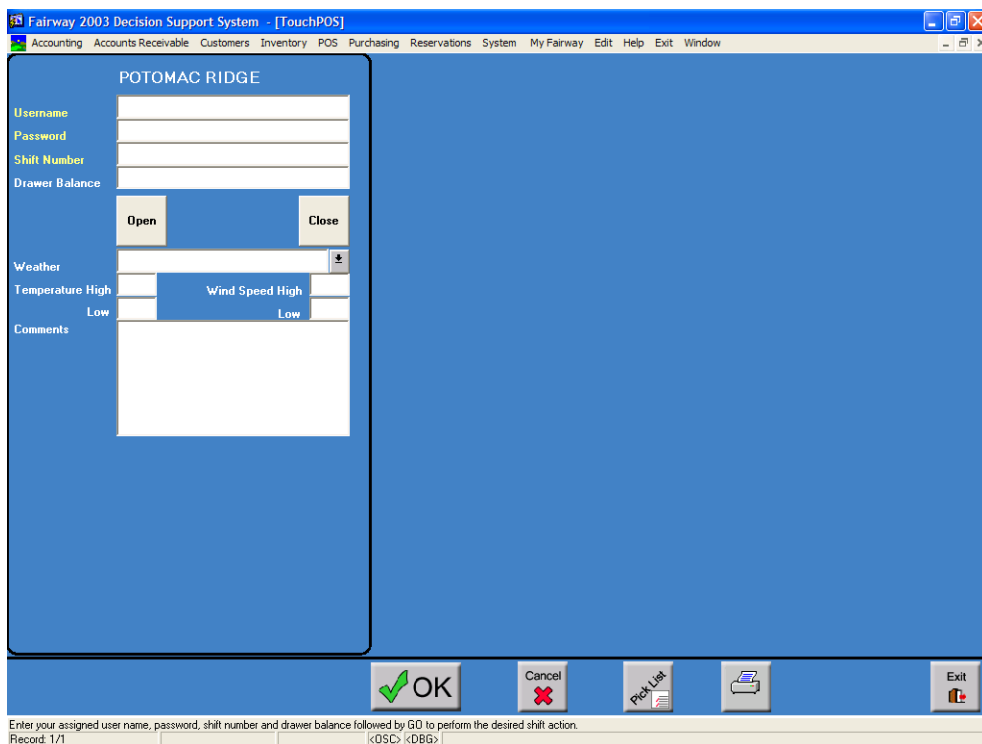 Fairway 2003 Decision Support System - [TouchPOS]
Accounting Accounts Receivable Customers Inventory POS Purchasing Reservations System My Fairway Edit Help Exit Window
POTOMAC RIDGE
Username
Password
Shift Number
Drawer Balance
Open Close
Weather
Temperature High Wind Speed High
Low Low
Comments
OK Cancel Pick List Exit
Enter your assigned user name, password, shift number and drawer balance followed by GO to perform the desired shift action.
Record: 1/1 <OSC> <DBG>